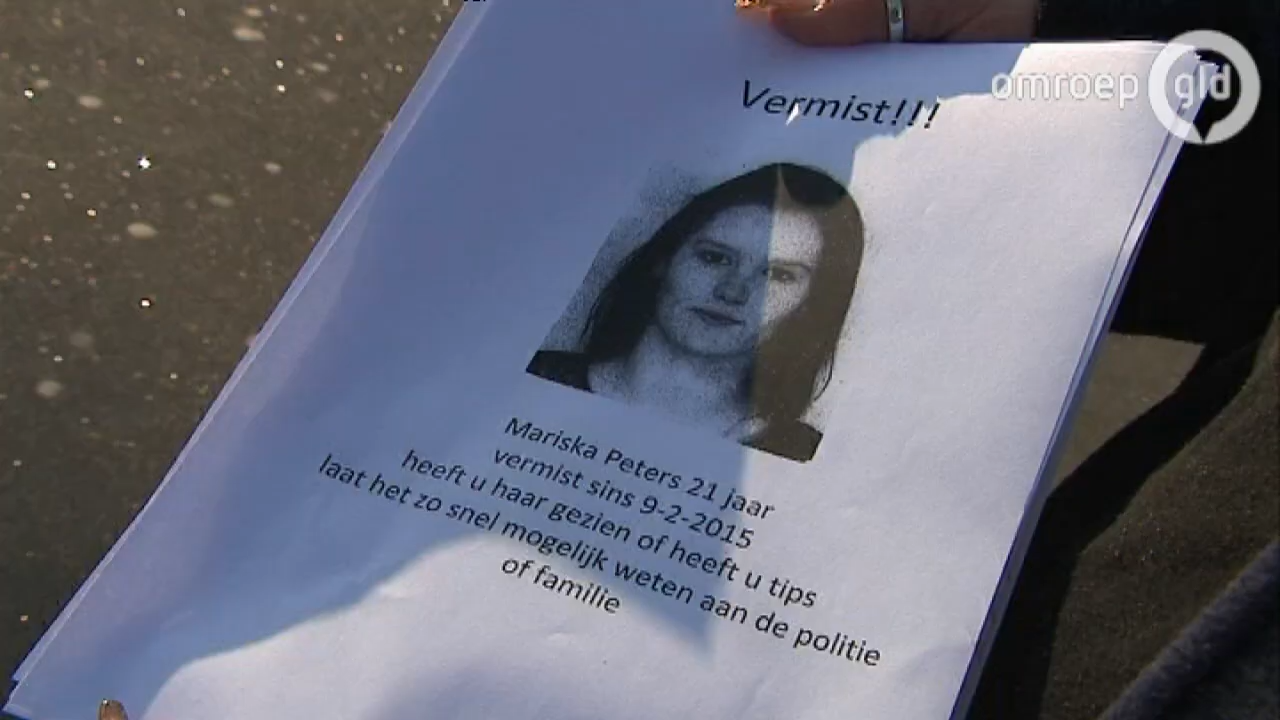 omroep gld
Vermist!!!
Mariska Peters 21 jaar
vermist sins 9-2-2015
heeft u haar gezien of heeft u tips
laat het zo snel mogelijk weten aan de politie
of familie